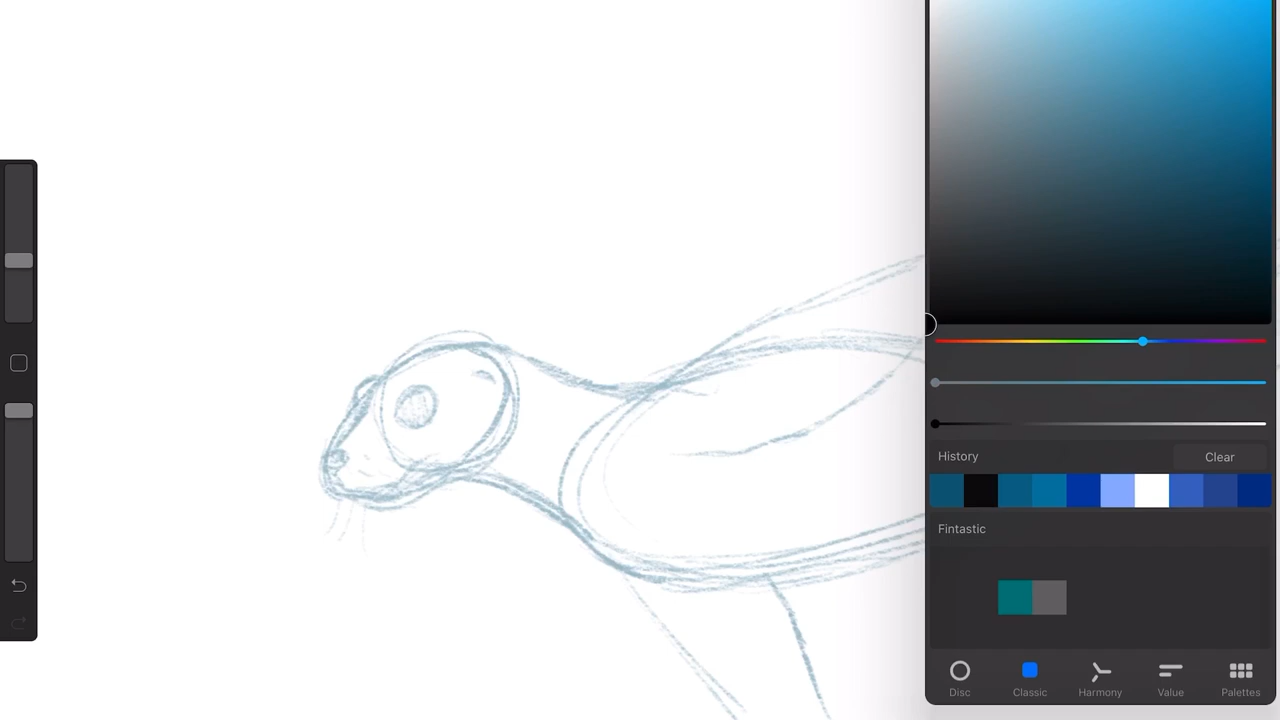 History
Clear
Fintastic
Disc
Classic
Harmony
Value
Palettes